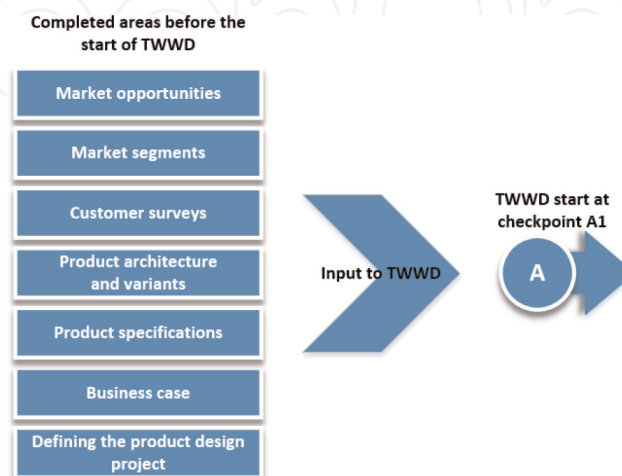 Completed areas before the
start of TWWD
Market opportunities
Market segments
Customer surveys
Product architecture
and variants
Product specifications
Business case
Defining the product design
project
Input to TWWD
TWWD start at
checkpoint A1
A